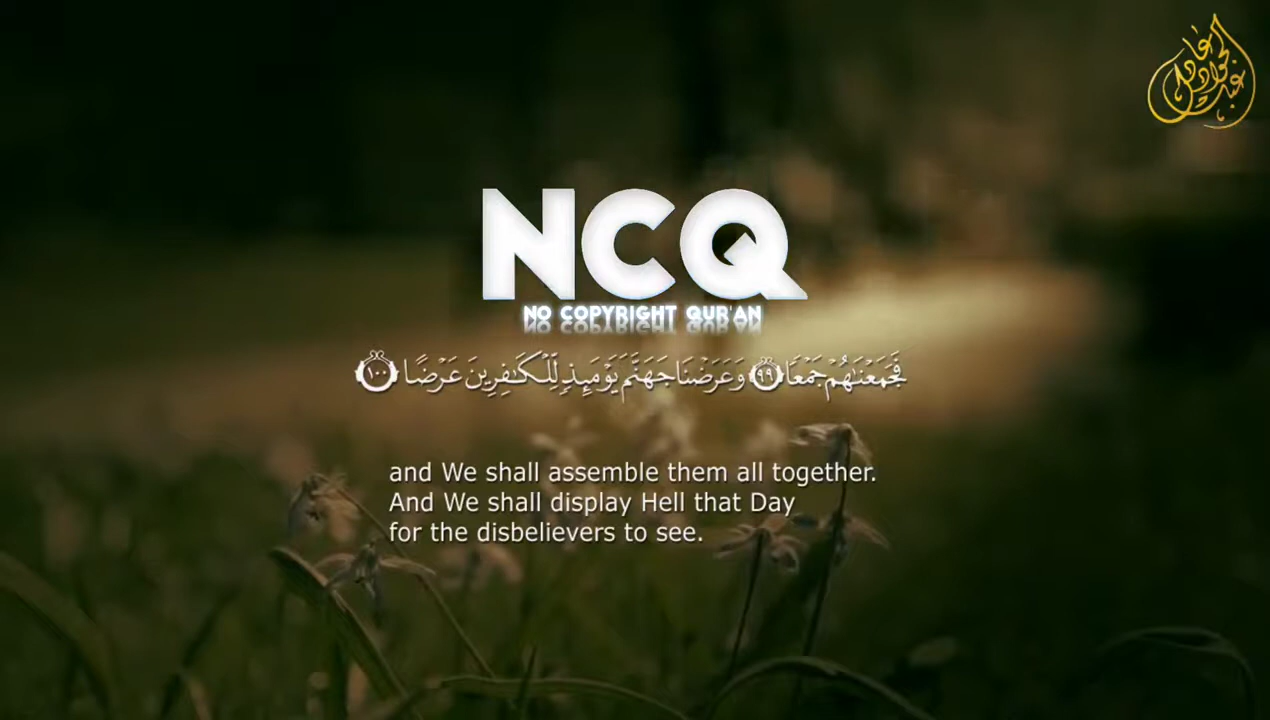 NCQ
NO COPYRIGHT QUR'AN
فَجَمَعْنَٰهُمْ جَمْعًا ٩٩ وَعَرَضْنَا جَهَنَّمَ يَوْمَئِذٍ لِّلْكَٰفِرِينَ عَرْضًا ١٠٠
and We shall assemble them all together.
And We shall display Hell that Day
for the disbelievers to see.